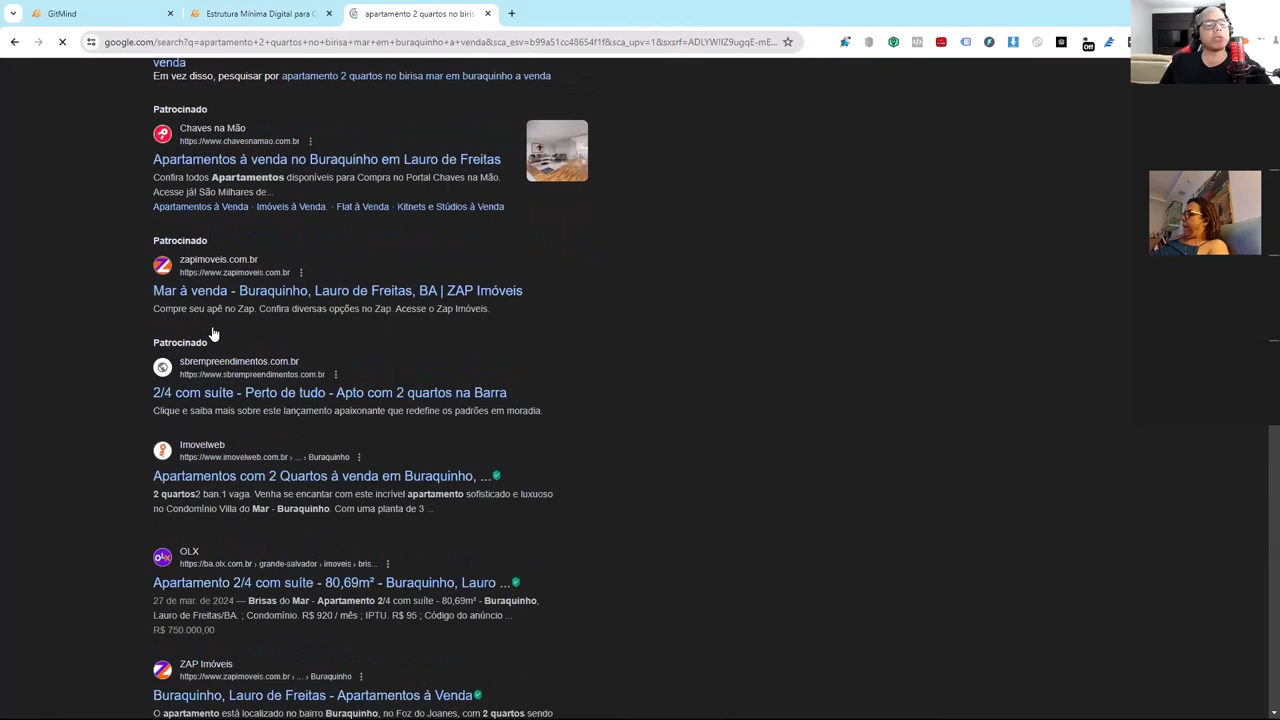 GitMind
Estrutura Mínima Digital para C
apartamento 2 quartos no biris
google.com/search?q=apartamento+2+quartos+no+birisa+mar+em+buraquinho+a+venda&sca_esv=b99a51cc48654f1f&sca_upv=1&sxsrf=ADLYWIIZ9ugqE-mE...
Off
venda
Em vez disso, pesquisar por apartamento 2 quartos no birisa mar em buraquinho a venda
Patrocinado
Chaves na Mão
https://www.chavesnamao.com.br
Apartamentos à venda no Buraquinho em Lauro de Freitas
Confira todos Apartamentos disponíveis para Compra no Portal Chaves na Mão.
Acesse já! São Milhares de...
Apartamentos à Venda · Imóveis à Venda. · Flat à Venda · Kitnets e Stúdios à Venda
Patrocinado
zapimoveis.com.br
https://www.zapimoveis.com.br
Mar à venda - Buraquinho, Lauro de Freitas, BA | ZAP Imóveis
Compre seu apê no Zap. Confira diversas opções no Zap. Acesse o Zap Imóveis.
Patrocinado
sbrempreendimentos.com.br
https://www.sbrempreendimentos.com.br
2/4 com suíte - Perto de tudo - Apto com 2 quartos na Barra
Clique e saiba mais sobre este lançamento apaixonante que redefine os padrões em moradia.
Imovelweb
https://www.imovelweb.com.br › ... › Buraquinho
Apartamentos com 2 Quartos à venda em Buraquinho, ...
2 quartos2 ban.1 vaga. Venha se encantar com este incrível apartamento sofisticado e luxuoso
no Condomínio Villa do Mar - Buraquinho. Com uma planta de 3 ...
OLX
https://ba.olx.com.br › grande-salvador › imoveis › bris...
Apartamento 2/4 com suíte - 80,69m² - Buraquinho, Lauro ...
27 de mar. de 2024 — Brisas do Mar - Apartamento 2/4 com suíte - 80,69m² - Buraquinho,
Lauro de Freitas/BA. ; Condomínio. R$ 920 / mês ; IPTU. R$ 95 ; Código do anúncio ...
R$ 750.000,00
ZAP Imóveis
https://www.zapimoveis.com.br › ... › Buraquinho
Buraquinho, Lauro de Freitas - Apartamentos à Venda
O apartamento está localizado no bairro Buraquinho, no Foz do Joanes, com 2 quartos sendo